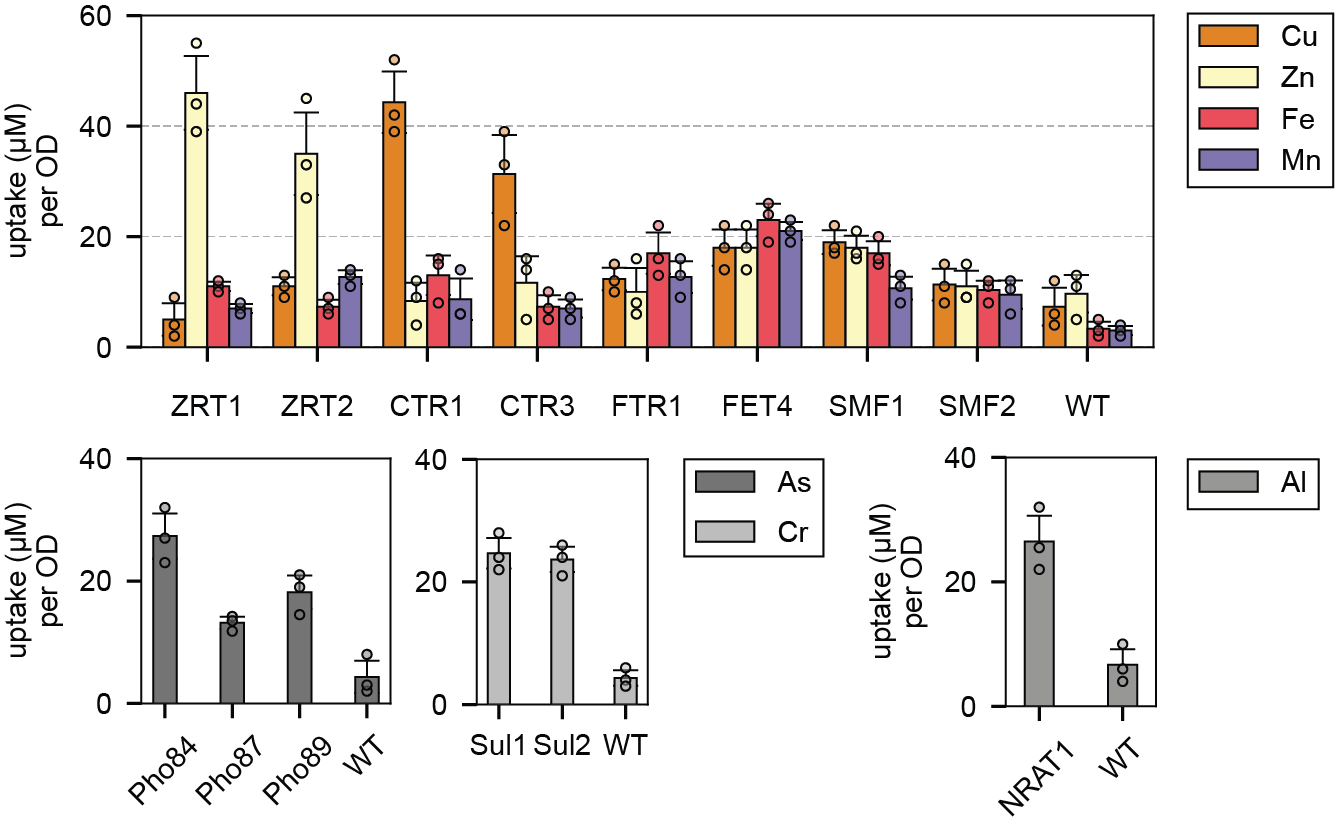 uptake (µM)
per OD
60
40
20
0
Cu
Zn
Fe
Mn
ZRT1 ZRT2 CTR1 CTR3 FTR1 FET4 SMF1 SMF2 WT
uptake (µM)
per OD
40
20
0
Pho84 Pho87 Pho89 WT
40
20
0
Sul1 Sul2 WT
As
Cr
uptake (µM)
per OD
40
20
0
NRAT1 WT
Al